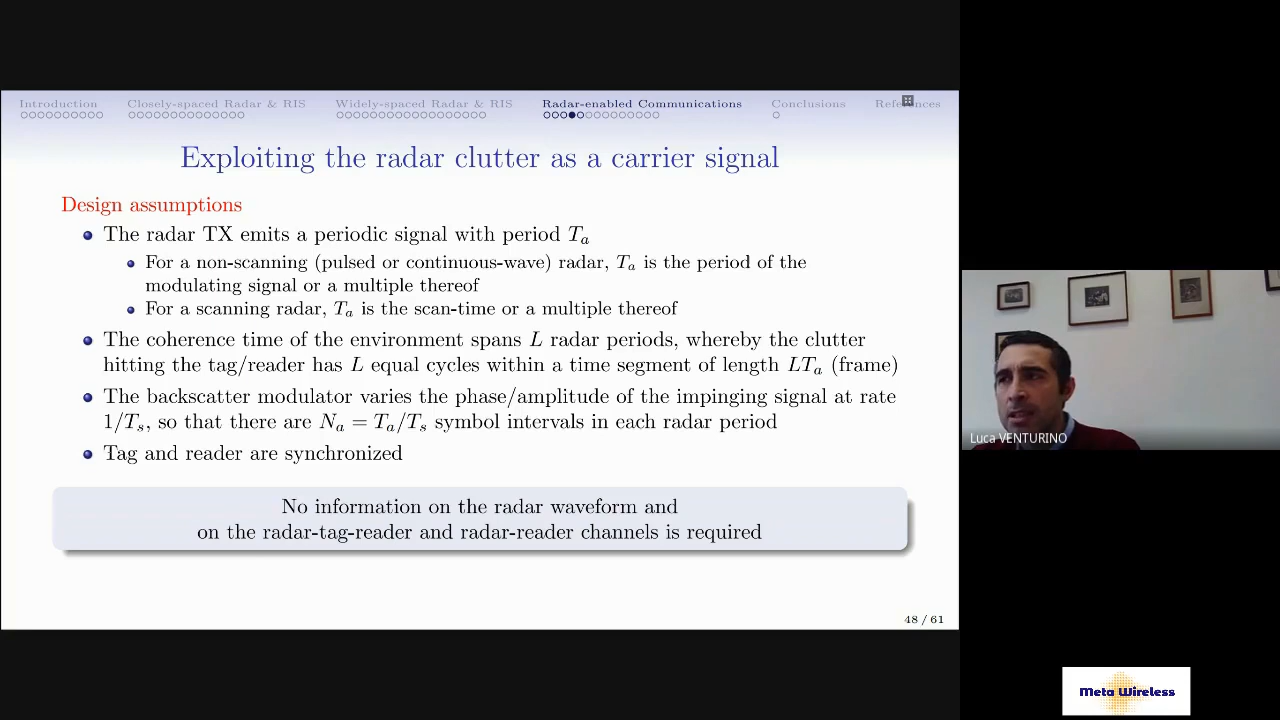 Introduction
Closely-spaced Radar & RIS
Widely-spaced Radar & RIS
Radar-enabled Communications
Conclusions
Exploiting the radar clutter as a carrier signal
Design assumptions
The radar TX emits a periodic signal with period Tₐ
For a non-scanning (pulsed or continuous-wave) radar, Tₐ is the period of the
modulating signal or a multiple thereof
For a scanning radar, Tₐ is the scan-time or a multiple thereof
The coherence time of the environment spans L radar periods, whereby the clutter
hitting the tag/reader has L equal cycles within a time segment of length LTₐ (frame)
The backscatter modulator varies the phase/amplitude of the impinging signal at rate
1/Tₛ, so that there are Nₐ = Tₐ/Tₛ symbol intervals in each radar period
Tag and reader are synchronized
No information on the radar waveform and
on the radar-tag-reader and radar-reader channels is required
48 / 61
Luca VENTURINO
Meta Wireless